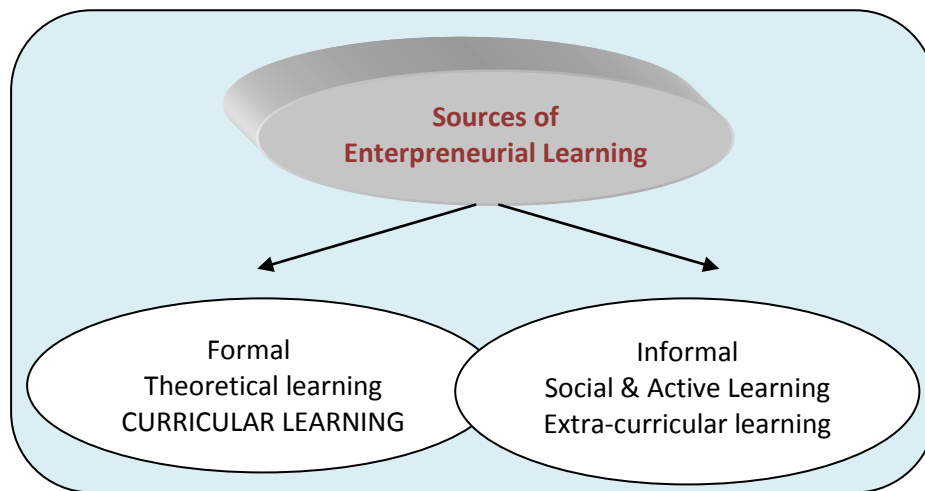 Sources of
Enterpreneurial Learning
Formal
Theoretical learning
CURRICULAR LEARNING
Informal
Social & Active Learning
Extra-curricular learning